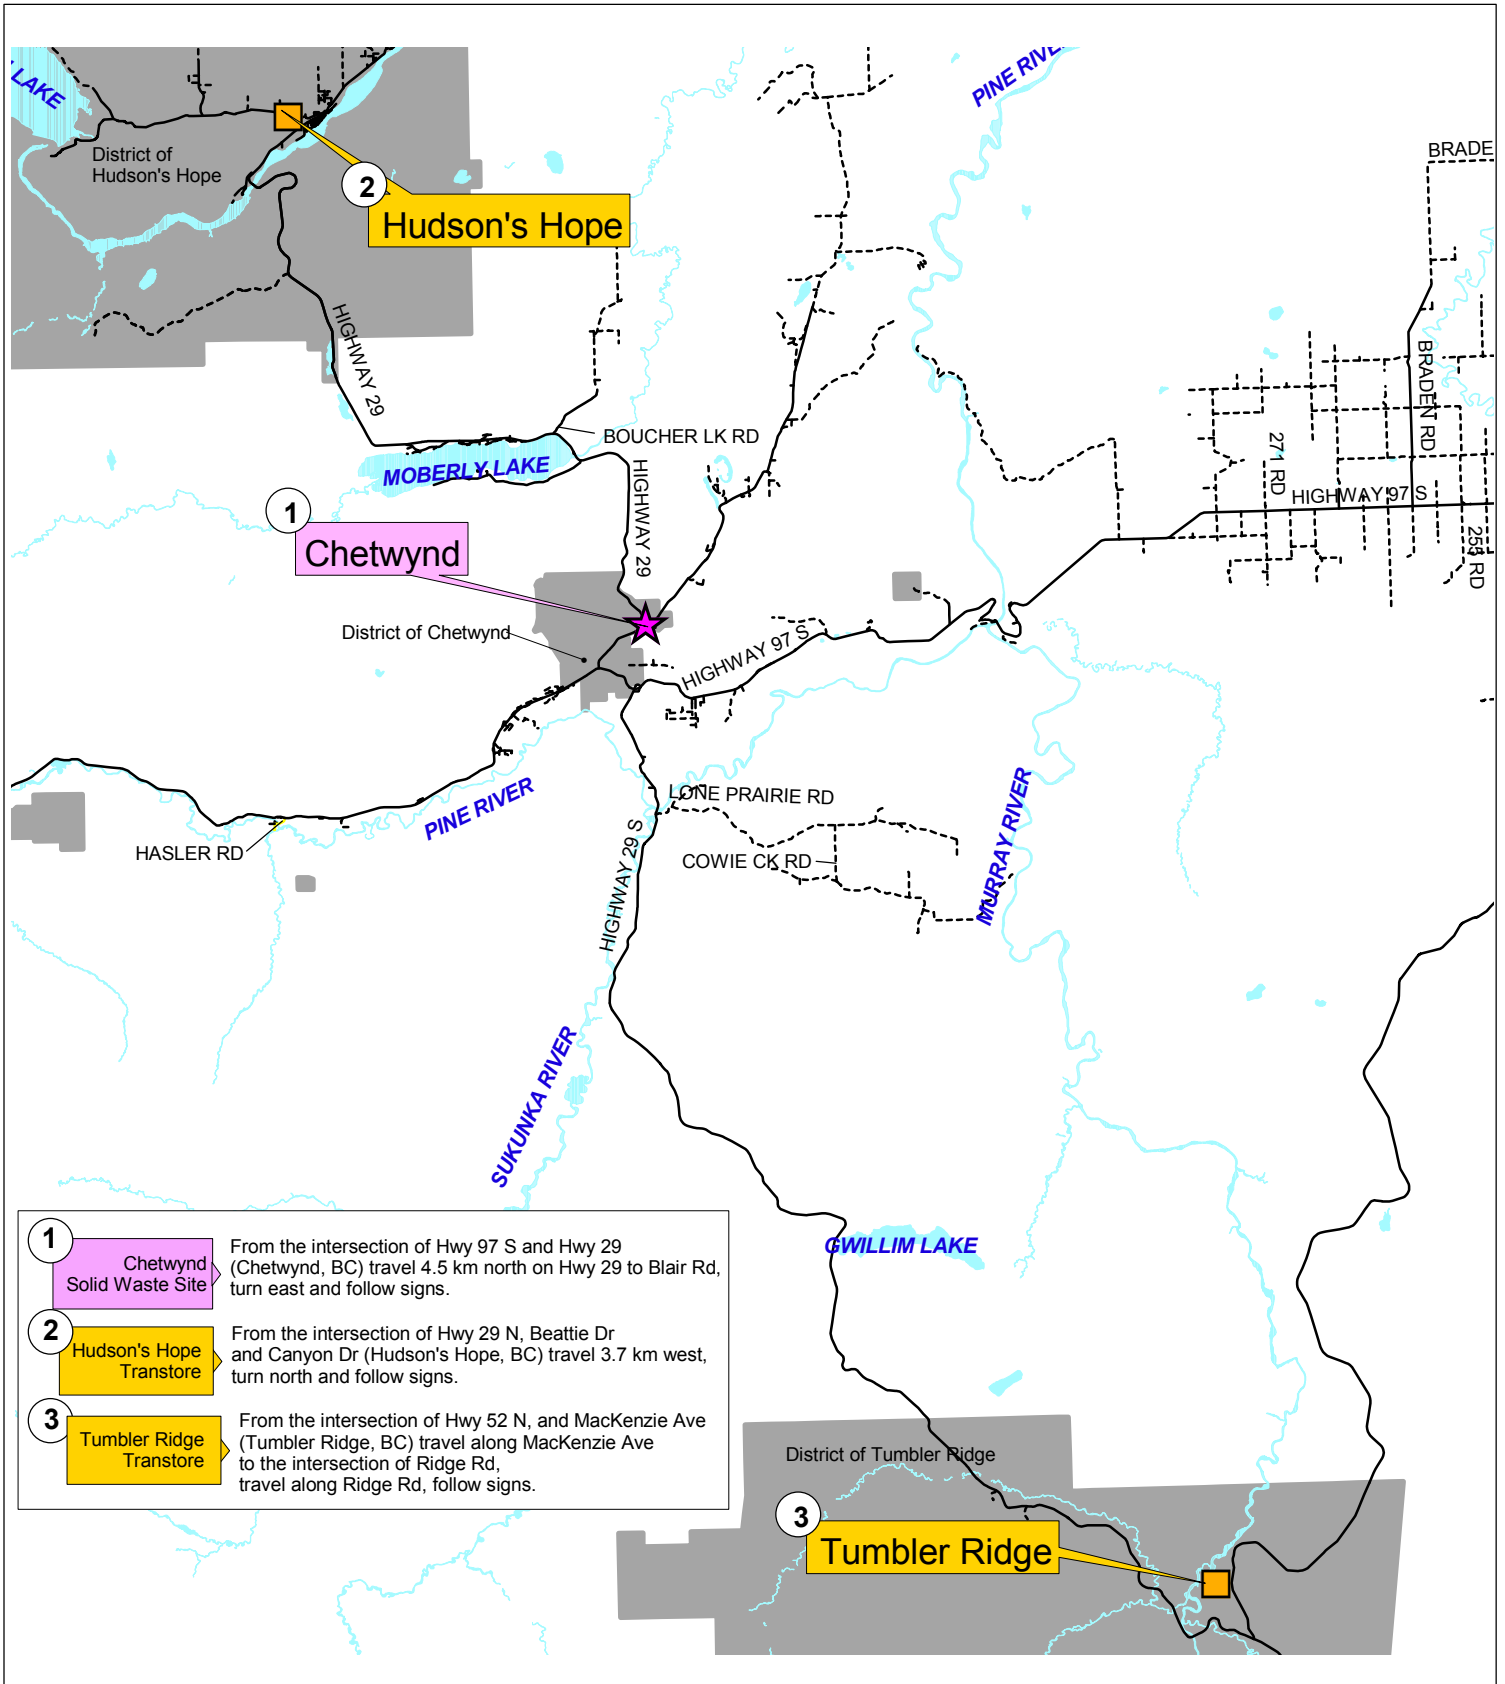 LAKE
PINE RIVER
BRADE
District of
Hudson's Hope
2
Hudson's Hope
HIGHWAY 29
BRADEN RD
BOUCHER LK RD
MOBERLY LAKE
271 RD
HIGHWAY 97 S
HIGHWAY 29
1
Chetwynd
255 RD
District of Chetwynd
HIGHWAY 97 S
PINE RIVER
LONE PRAIRIE RD
MURRAY RIVER
HASLER RD
COWIE CK RD
HIGHWAY 29 S
SUKUNKA RIVER
GWILLIM LAKE
1
Chetwynd
Solid Waste Site
From the intersection of Hwy 97 S and Hwy 29
(Chetwynd, BC) travel 4.5 km north on Hwy 29 to Blair Rd,
turn east and follow signs.
2
Hudson's Hope
Transtore
From the intersection of Hwy 29 N, Beattie Dr
and Canyon Dr (Hudson's Hope, BC) travel 3.7 km west,
turn north and follow signs.
3
Tumbler Ridge
Transtore
From the intersection of Hwy 52 N, and MacKenzie Ave
(Tumbler Ridge, BC) travel along MacKenzie Ave
to the intersection of Ridge Rd,
travel along Ridge Rd, follow signs.
District of Tumbler Ridge
3
Tumbler Ridge